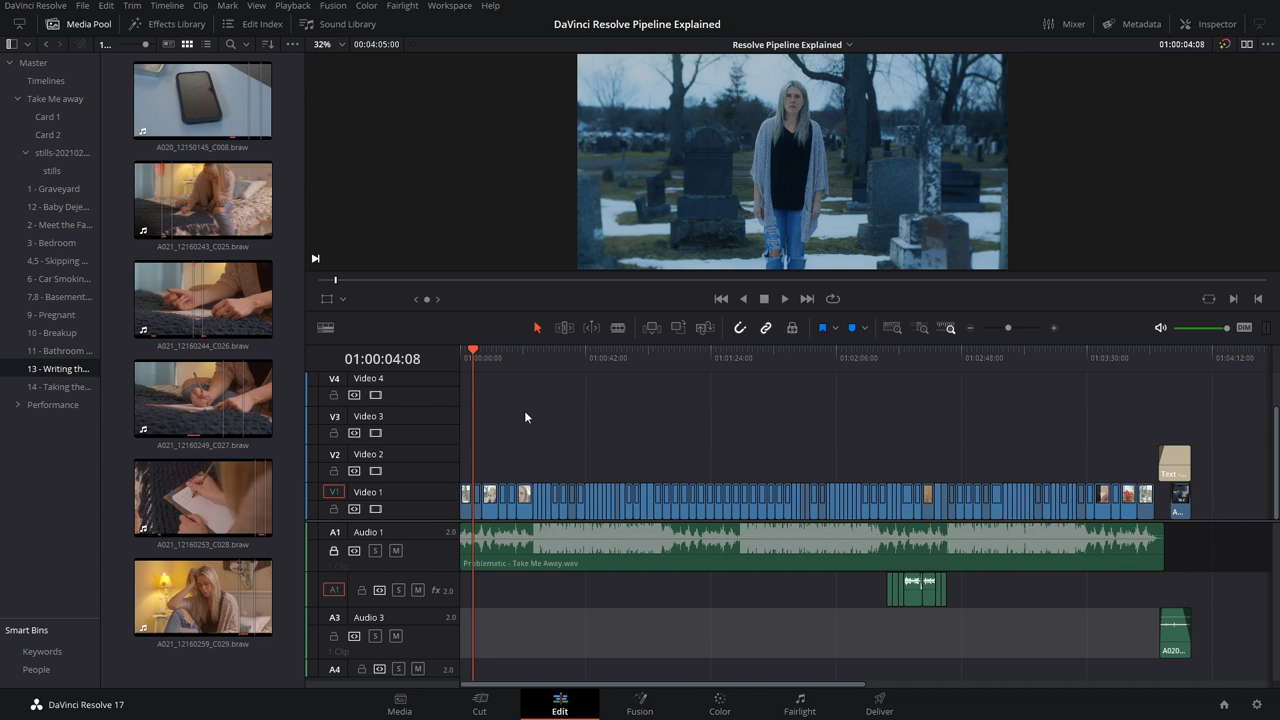 DaVinci Resolve File Edit Trim Timeline Clip Mark View Playback Fusion Color Fairlight Workspace Help
Media Pool Effects Library Edit Index Sound Library DaVinci Resolve Pipeline Explained Mixer Metadata Inspector
1... 32% 00:04:05:00 Resolve Pipeline Explained 01:00:04:08
Master
Timelines
Take Me away
Card 1
Card 2
stills-202102...
stills
1 - Graveyard
12 - Baby Deje...
2 - Meet the Fa...
3 - Bedroom
4,5 - Skipping ...
6 - Car Smokin...
7,8 - Basement...
9 - Pregnant
10 - Breakup
11 - Bathroom ...
13 - Writing th...
14 - Taking the...
Performance
Smart Bins
Keywords
People
A020_12150145_C008.braw
A021_12160243_C025.braw
A021_12160244_C026.braw
A021_12160249_C027.braw
A021_12160253_C028.braw
A021_12160259_C029.braw
DIM
01:00:04:08
01:00:00:00 01:00:42:00 01:01:24:00 01:02:06:00 01:02:48:00 01:03:30:00 01:04:12:00
V4 Video 4
V3 Video 3
V2 Video 2
Text -...
V1 Video 1
A...
A1 Audio 1 2.0
S M
1 Clip
Problematic - Take Me Away.wav
A1 S M fx 2.0
A3 Audio 3 2.0
S M
1 Clip
A020...
A4 S M 2.0
DaVinci Resolve 17
Media Cut Edit Fusion Color Fairlight Deliver